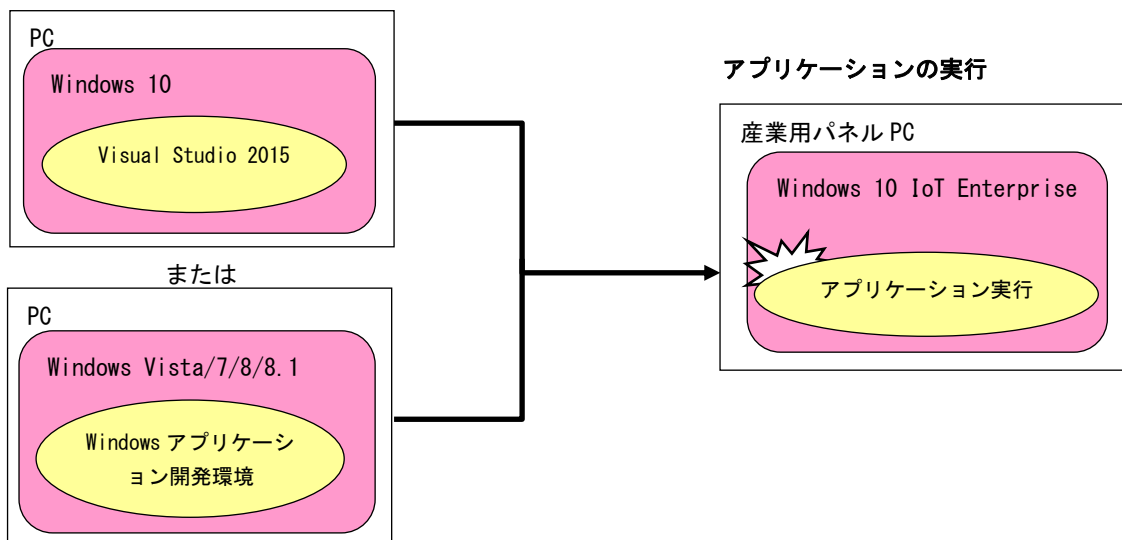 PC
Windows 10
Visual Studio 2015
または
PC
Windows Vista/7/8/8.1
Windows アプリケーシ
ョン開発環境
アプリケーションの実行
産業用パネル PC
Windows 10 IoT Enterprise
アプリケーション実行